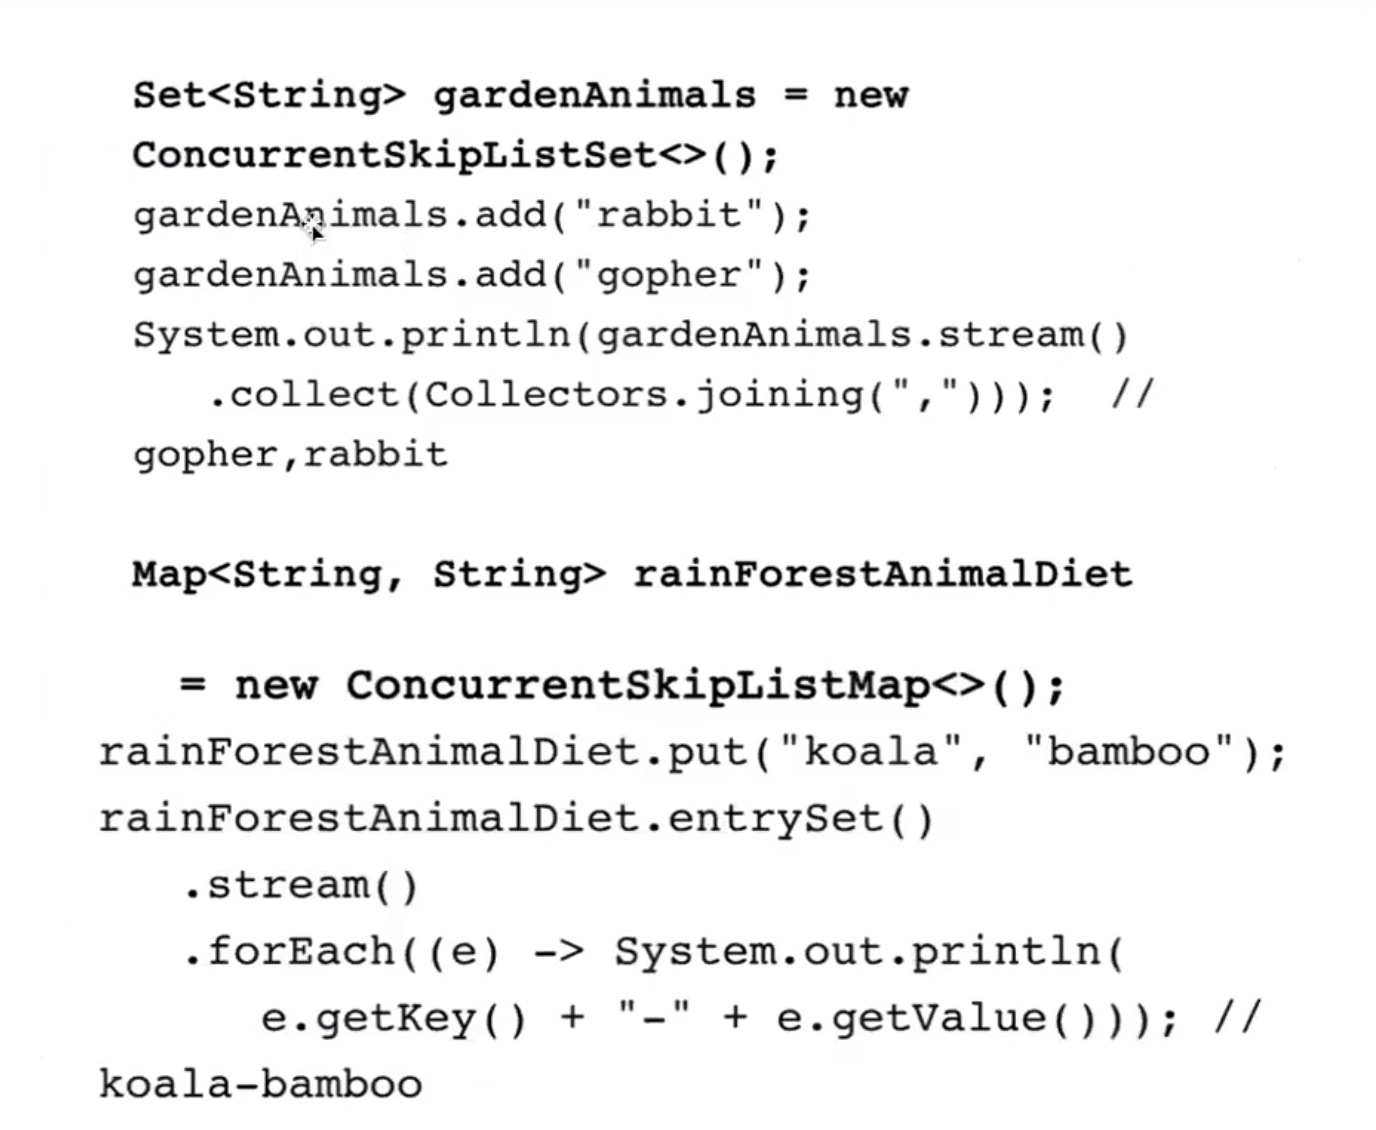 Set<String> gardenAnimals = new
ConcurrentSkipListSet<>();
gardenAnimals.add("rabbit");
gardenAnimals.add("gopher");
System.out.println(gardenAnimals.stream()
.collect(Collectors.joining(","))); //
gopher,rabbit
Map<String, String> rainForestAnimalDiet
= new ConcurrentSkipListMap<>();
rainForestAnimalDiet.put("koala", "bamboo");
rainForestAnimalDiet.entrySet()
.stream()
.forEach((e) -> System.out.println(
e.getKey() + "-" + e.getValue())); //
koala-bamboo